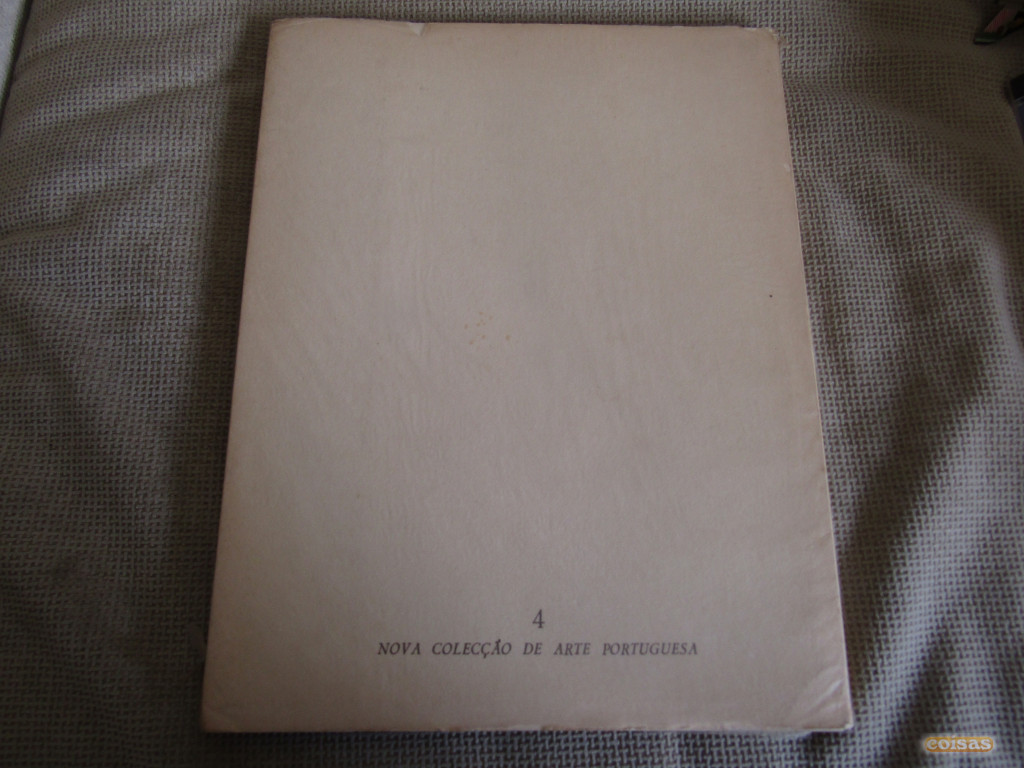 4
NOVA COLECÇÃO DE ARTE PORTUGUESA
coisas